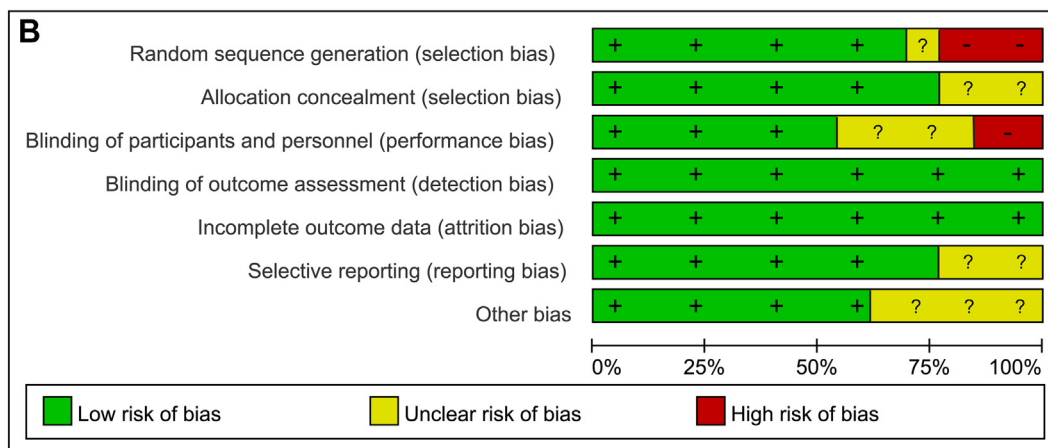 B
Random sequence generation (selection bias) + + + + ? - -
Allocation concealment (selection bias) + + + + ? ?
Blinding of participants and personnel (performance bias) + + + ? ? -
Blinding of outcome assessment (detection bias) + + + + + +
Incomplete outcome data (attrition bias) + + + + + +
Selective reporting (reporting bias) + + + + ? ?
Other bias + + + + ? ? ?
0% 25% 50% 75% 100%
Low risk of bias Unclear risk of bias High risk of bias